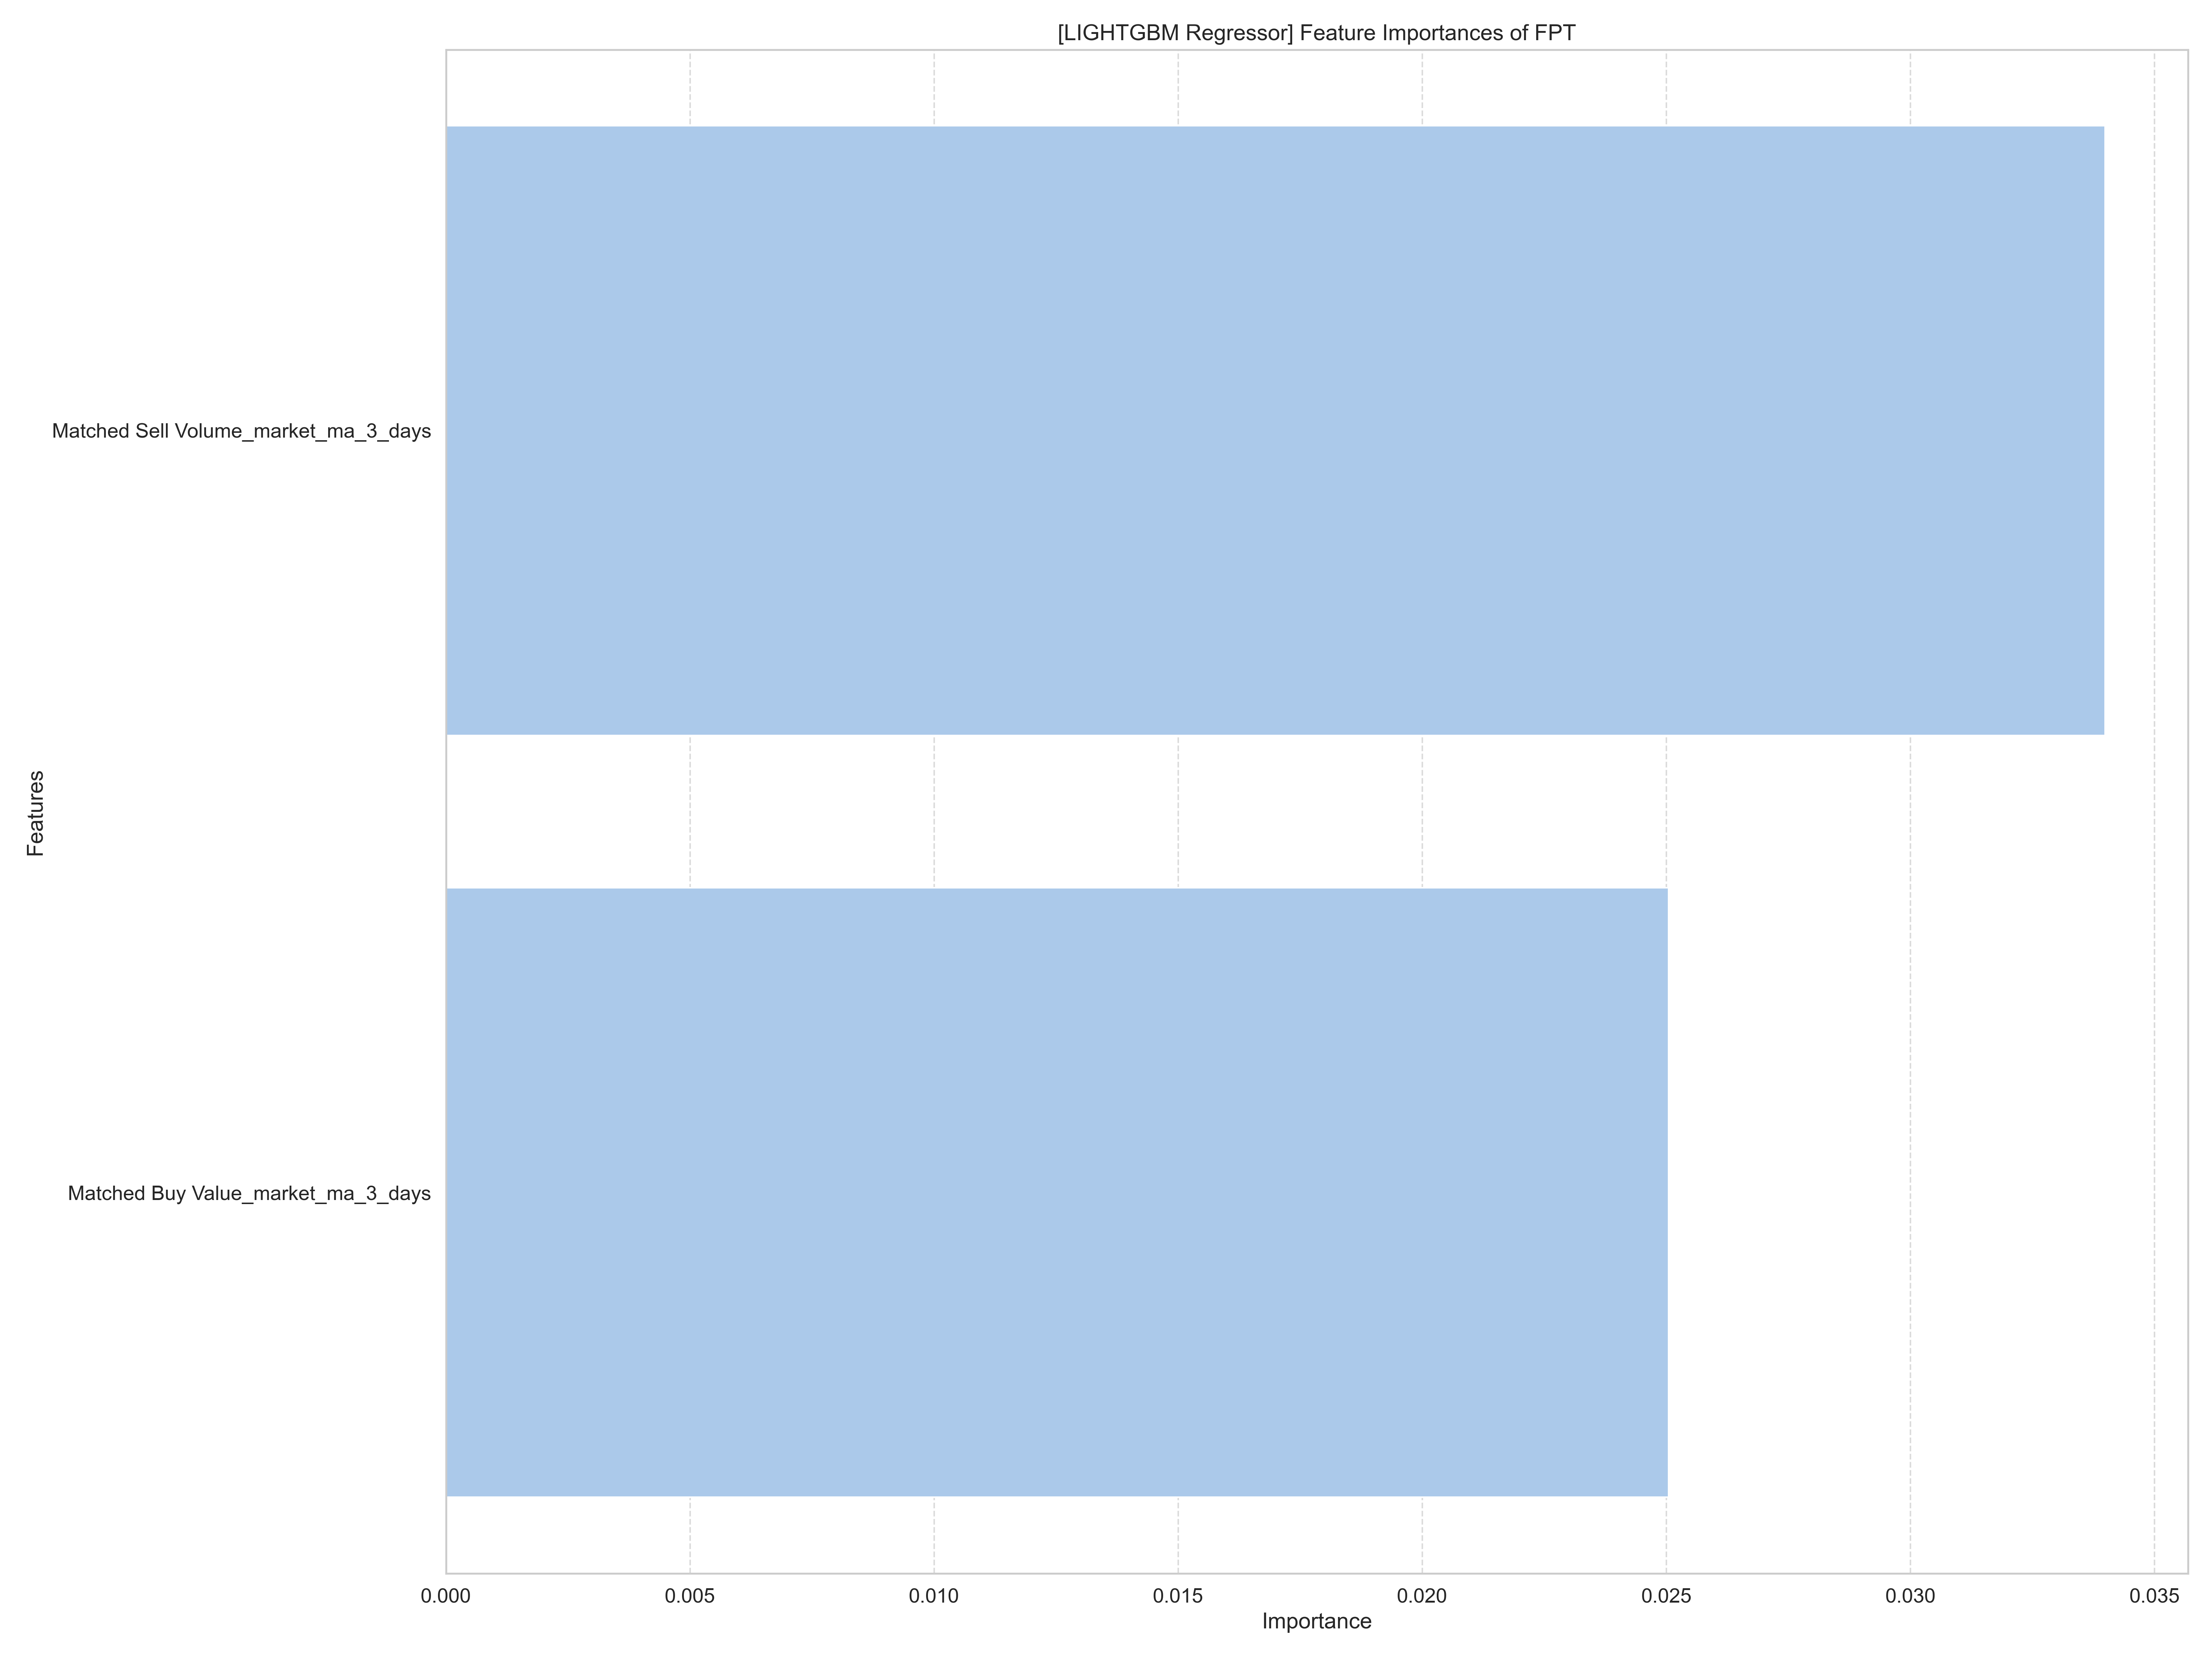 [LIGHTGBM Regressor] Feature Importances of FPT
Features
Matched Sell Volume_market_ma_3_days
Matched Buy Value_market_ma_3_days
0.000 0.005 0.010 0.015 0.020 0.025 0.030 0.035
Importance